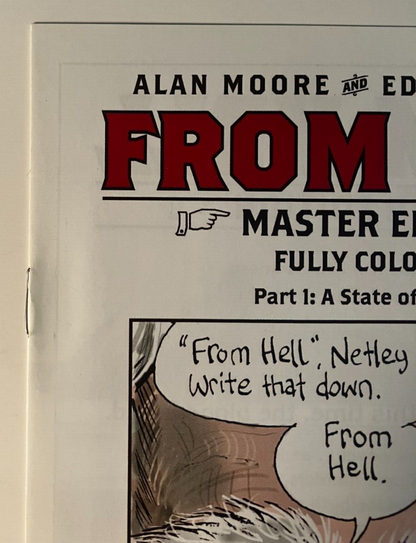 ALAN MOORE AND ED
FROM
MASTER E
FULLY COLO
Part 1: A State of
"From Hell", Netley
Write that down.
From
Hell.